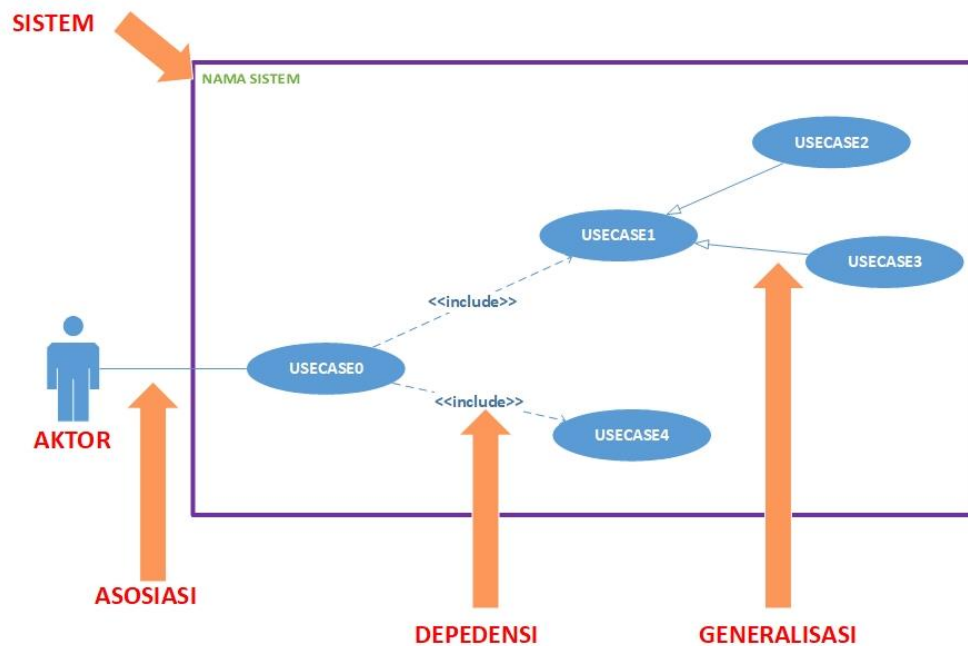 SISTEM
NAMA SISTEM
USECASE2
USECASE1
USECASE3
<<include>>
USECASE0
<<include>>
USECASE4
AKTOR
ASOSIASI
DEPEDENSI
GENERALISASI